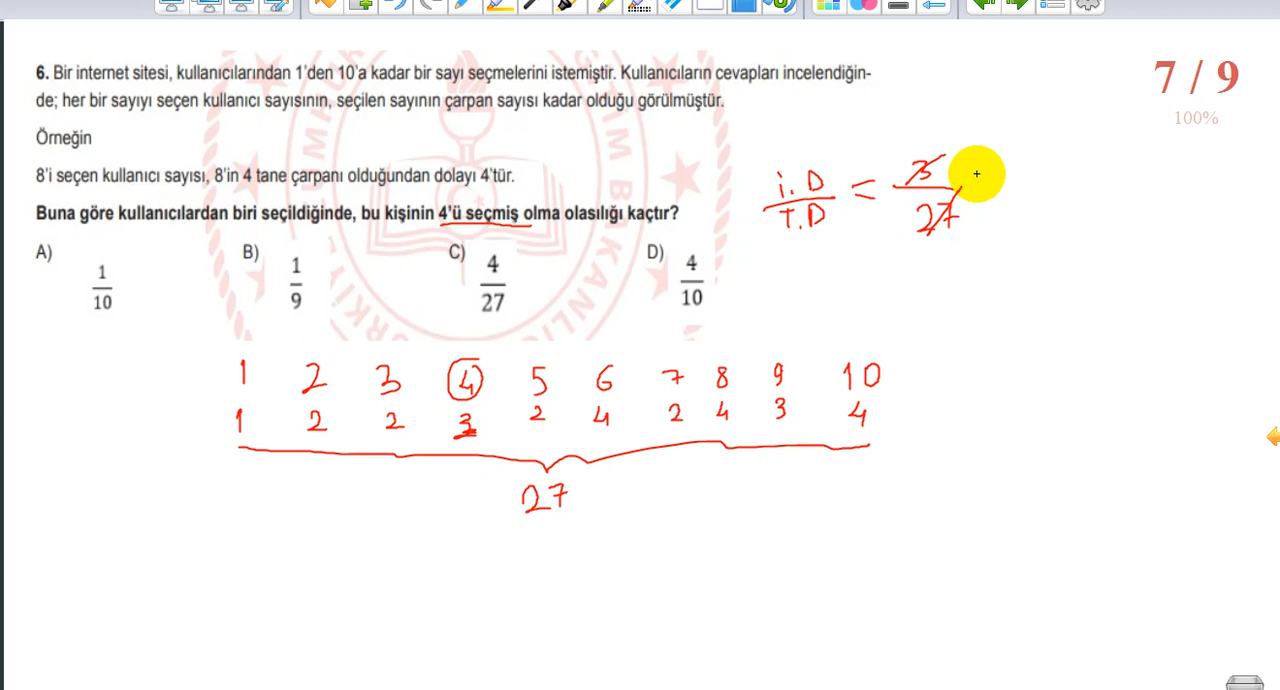 7 / 9
100%
6. Bir internet sitesi, kullanıcılarından 1'den 10'a kadar bir sayı seçmelerini istemiştir. Kullanıcıların cevapları incelendiğin-
de; her bir sayıyı seçen kullanıcı sayısının, seçilen sayının çarpan sayısı kadar olduğu görülmüştür.
Örneğin
8'i seçen kullanıcı sayısı, 8'in 4 tane çarpanı olduğundan dolayı 4'tür.
Buna göre kullanıcılardan biri seçildiğinde, bu kişinin 4'ü seçmiş olma olasılığı kaçtır?
A) 1/10 B) 1/9 C) 4/27 D) 4/10
i.D/T.D = 3/27
1 2 3 4 5 6 7 8 9 10
1 2 2 3 2 4 2 4 3 4
27